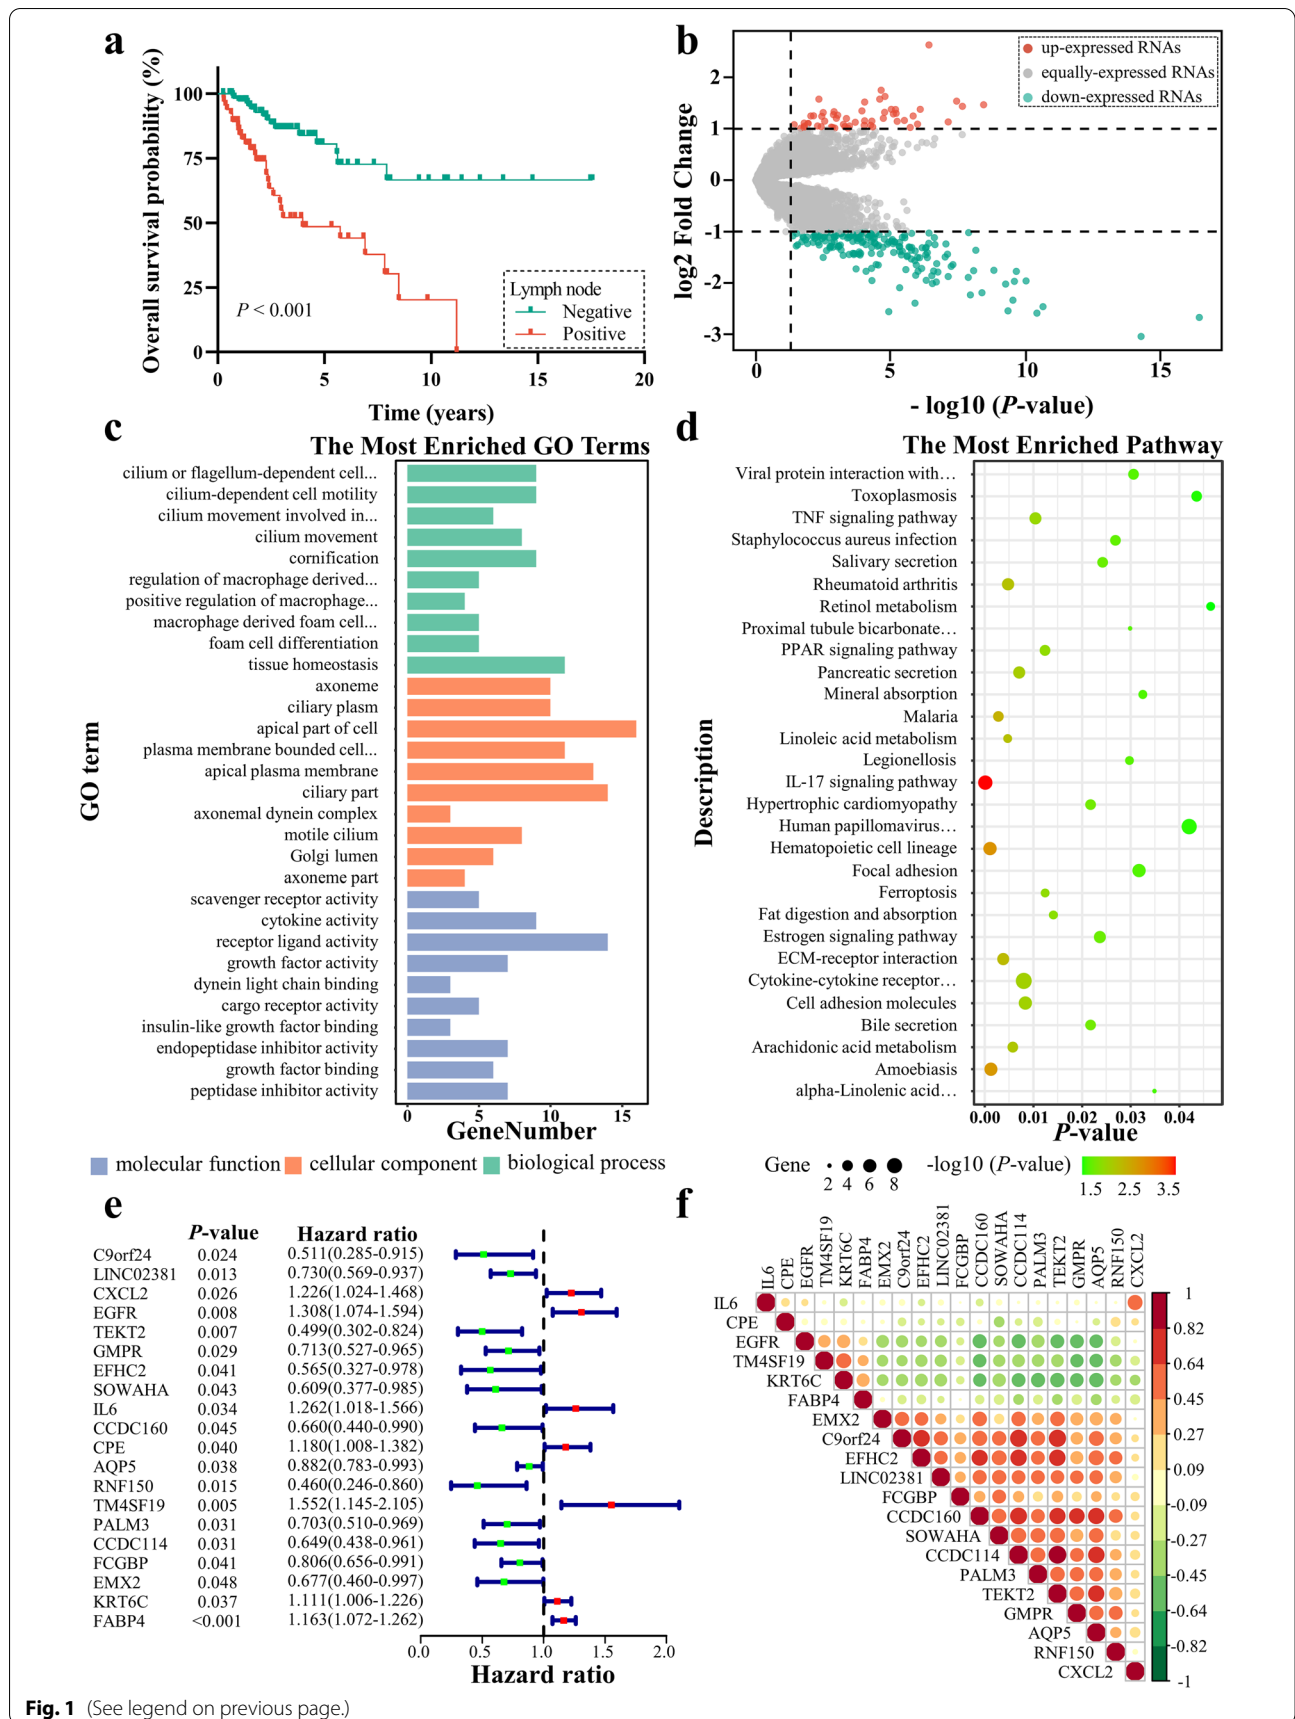 a
Overall survival probability (%)
100
75
50
25
0
0 5 10 15 20
Time (years)
P < 0.001
Lymph node
Negative
Positive
b
log2 Fold Change
2
1
0
-1
-2
-3
0 5 10 15
- log10 (P-value)
up-expressed RNAs
equally-expressed RNAs
down-expressed RNAs
c
The Most Enriched GO Terms
GO term
cilium or flagellum-dependent cell...
cilium-dependent cell motility
cilium movement involved in...
cilium movement
cornification
regulation of macrophage derived...
positive regulation of macrophage...
macrophage derived foam cell...
foam cell differentiation
tissue homeostasis
axoneme
ciliary plasm
apical part of cell
plasma membrane bounded cell...
apical plasma membrane
ciliary part
axonemal dynein complex
motile cilium
Golgi lumen
axoneme part
scavenger receptor activity
cytokine activity
receptor ligand activity
growth factor activity
dynein light chain binding
cargo receptor activity
insulin-like growth factor binding
endopeptidase inhibitor activity
growth factor binding
peptidase inhibitor activity
0 5 10 15
GeneNumber
molecular function cellular component biological process
d
The Most Enriched Pathway
Description
Viral protein interaction with…
Toxoplasmosis
TNF signaling pathway
Staphylococcus aureus infection
Salivary secretion
Rheumatoid arthritis
Retinol metabolism
Proximal tubule bicarbonate…
PPAR signaling pathway
Pancreatic secretion
Mineral absorption
Malaria
Linoleic acid metabolism
Legionellosis
IL-17 signaling pathway
Hypertrophic cardiomyopathy
Human papillomavirus…
Hematopoietic cell lineage
Focal adhesion
Ferroptosis
Fat digestion and absorption
Estrogen signaling pathway
ECM-receptor interaction
Cytokine-cytokine receptor…
Cell adhesion molecules
Bile secretion
Arachidonic acid metabolism
Amoebiasis
alpha-Linolenic acid…
0.00 0.01 0.02 0.03 0.04
P-value
Gene 2 4 6 8
-log10 (P-value) 1.5 2.5 3.5
e
P-value Hazard ratio
C9orf24 0.024 0.511(0.285-0.915)
LINC02381 0.013 0.730(0.569-0.937)
CXCL2 0.026 1.226(1.024-1.468)
EGFR 0.008 1.308(1.074-1.594)
TEKT2 0.007 0.499(0.302-0.824)
GMPR 0.029 0.713(0.527-0.965)
EFHC2 0.041 0.565(0.327-0.978)
SOWAHA 0.043 0.609(0.377-0.985)
IL6 0.034 1.262(1.018-1.566)
CCDC160 0.045 0.660(0.440-0.990)
CPE 0.040 1.180(1.008-1.382)
AQP5 0.038 0.882(0.783-0.993)
RNF150 0.015 0.460(0.246-0.860)
TM4SF19 0.005 1.552(1.145-2.105)
PALM3 0.031 0.703(0.510-0.969)
CCDC114 0.031 0.649(0.438-0.961)
FCGBP 0.041 0.806(0.656-0.991)
EMX2 0.048 0.677(0.460-0.997)
KRT6C 0.037 1.111(1.006-1.226)
FABP4 <0.001 1.163(1.072-1.262)
0.0 0.5 1.0 1.5 2.0
Hazard ratio
f
IL6 CPE EGFR TM4SF19 KRT6C FABP4 EMX2 C9orf24 EFHC2 LINC02381 FCGBP CCDC160 SOWAHA CCDC114 PALM3 TEKT2 GMPR AQP5 RNF150 CXCL2
IL6
CPE
EGFR
TM4SF19
KRT6C
FABP4
EMX2
C9orf24
EFHC2
LINC02381
FCGBP
CCDC160
SOWAHA
CCDC114
PALM3
TEKT2
GMPR
AQP5
RNF150
CXCL2
1
0.82
0.64
0.45
0.27
0.09
-0.09
-0.27
-0.45
-0.64
-0.82
-1
Fig. 1 (See legend on previous page.)